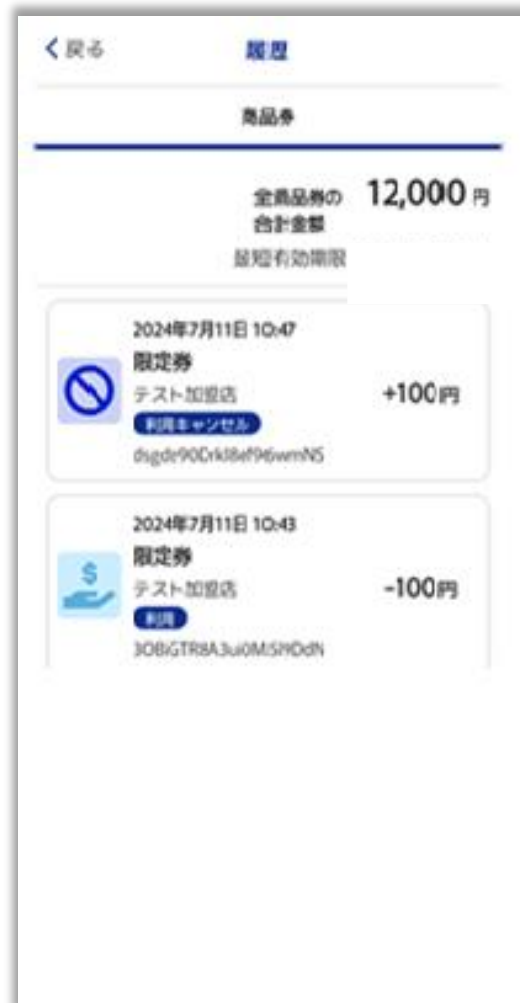 戻る
履歴
商品券
全商品券の 12,000 円
合計金額
最短有効期限
2024年7月11日 10:47
限定券
テスト加盟店
+100円
利用キャンセル
2024年7月11日 10:43
限定券
テスト加盟店
-100円
利用